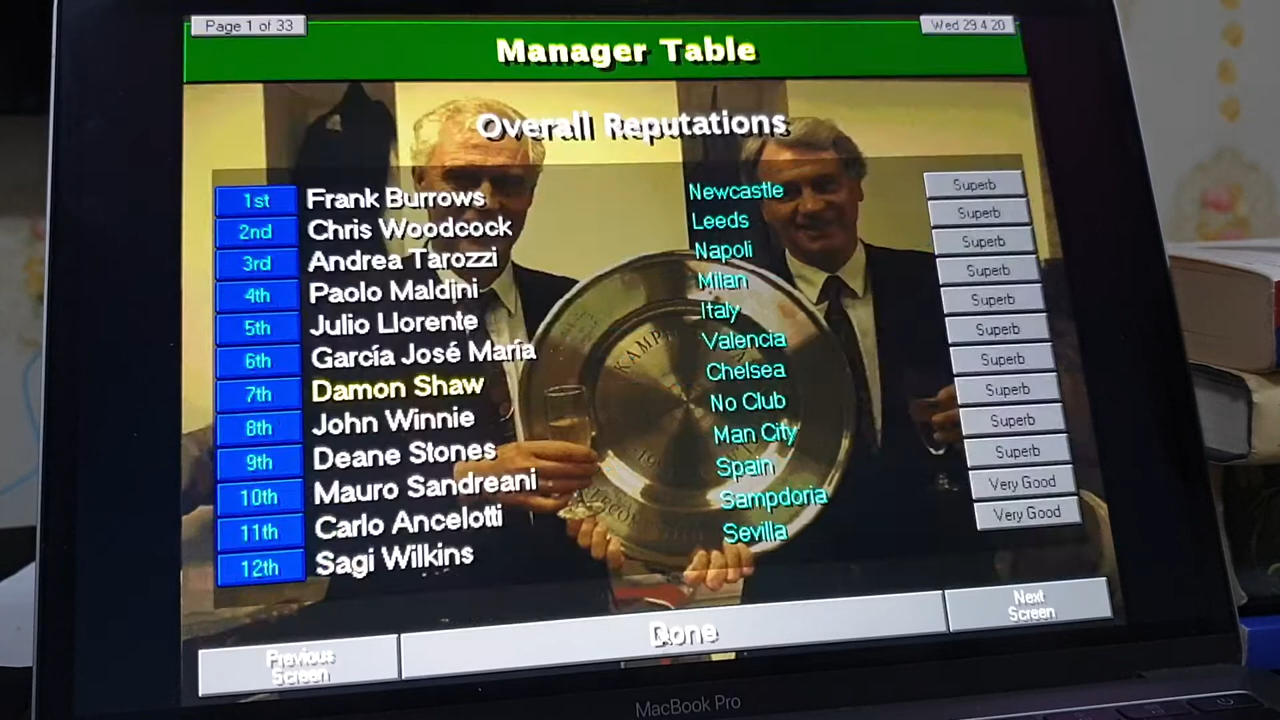 Page 1 of 33
Wed 29.4.20
Manager Table
Overall Reputations
1st Frank Burrows Newcastle Superb
2nd Chris Woodcock Leeds Superb
3rd Andrea Tarozzi Napoli Superb
4th Paolo Maldini Milan Superb
5th Julio Llorente Italy Superb
6th García José María Valencia Superb
7th Damon Shaw Chelsea Superb
8th John Winnie No Club Superb
9th Deane Stones Man City Superb
10th Mauro Sandreani Spain Superb
11th Carlo Ancelotti Sampdoria Very Good
12th Sagi Wilkins Sevilla Very Good
Previous
Screen
Done
Next
Screen
MacBook Pro